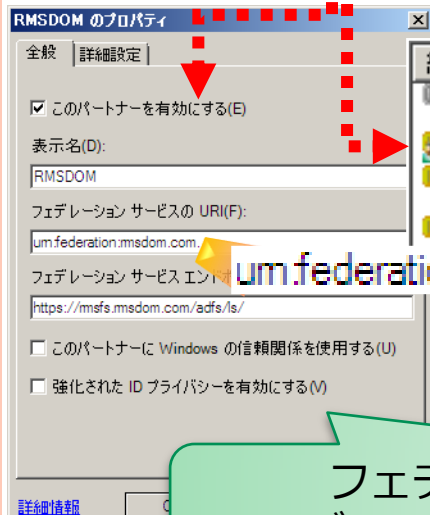 RMSDOM のプロパティ
全般
詳細設定
このパートナーを有効にする(E)
表示名(D):
RMSDOM
フェデレーション サービスの URI(F):
um:federation:rmsdom.com
um:federati
フェデレーション サービス エンドポ
https://rmsfs.rmsdom.com/adfs/ls/
このパートナーに Windows の信頼関係を使用する(U)
強化された ID プライバシーを有効にする(V)
フェデ
詳細情報